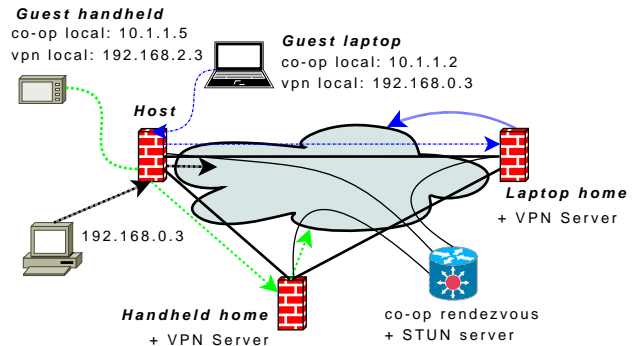 Guest handheld
co-op local: 10.1.1.5
vpn local: 192.168.2.3
Guest laptop
co-op local: 10.1.1.2
vpn local: 192.168.0.3
Host
Laptop home
+ VPN Server
192.168.0.3
Handheld home
+ VPN Server
co-op rendezvous
+ STUN server